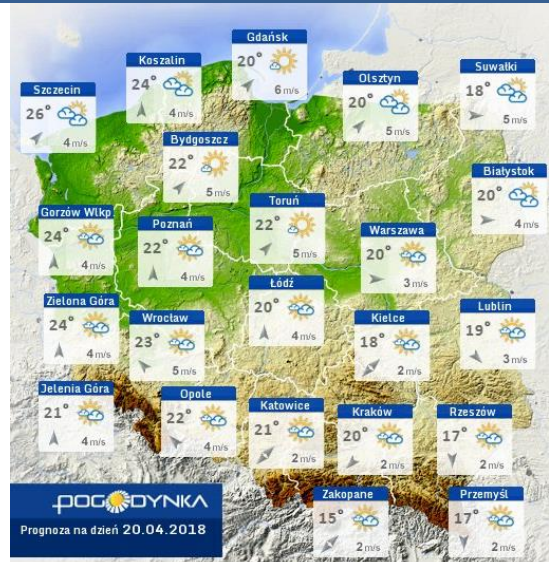 Gdańsk
20°
6 m/s
Koszalin
24°
4 m/s
Suwałki
18°
5 m/s
Olsztyn
20°
5 m/s
Szczecin
26°
4 m/s
Bydgoszcz
22°
5 m/s
Białystok
20°
4 m/s
Toruń
22°
5 m/s
Gorzów Wlkp
24°
4 m/s
Poznań
22°
4 m/s
Warszawa
20°
3 m/s
Łódź
20°
4 m/s
Zielona Góra
24°
4 m/s
Wrocław
23°
5 m/s
Kielce
18°
2 m/s
Lublin
19°
3 m/s
Jelenia Góra
21°
4 m/s
Opole
22°
4 m/s
Katowice
21°
2 m/s
Kraków
20°
2 m/s
Rzeszów
17°
2 m/s
Zakopane
15°
2 m/s
Przemyśl
17°
2 m/s
POGODYNKA
Prognoza na dzień 20.04.2018